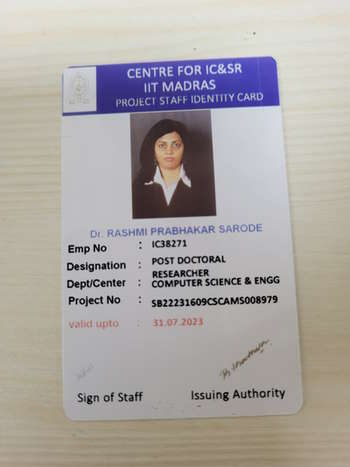 CENTRE FOR IC&SR
IIT MADRAS
PROJECT STAFF IDENTITY CARD
Dr. RASHMI PRABHAKAR SARODE
Emp No : IC38271
Designation : POST DOCTORAL
RESEARCHER
Dept/Center : COMPUTER SCIENCE & ENGG
Project No : SB22231609CSCAMS008979
valid upto : 31.07.2023
Sign of Staff Issuing Authority